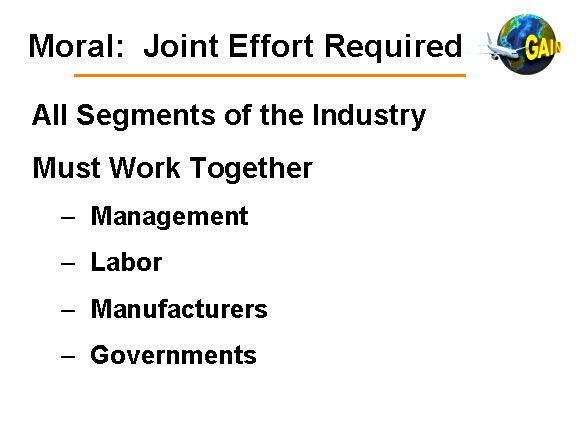 Moral: Joint Effort Required
GAIN
All Segments of the Industry
Must Work Together
– Management
– Labor
– Manufacturers
– Governments